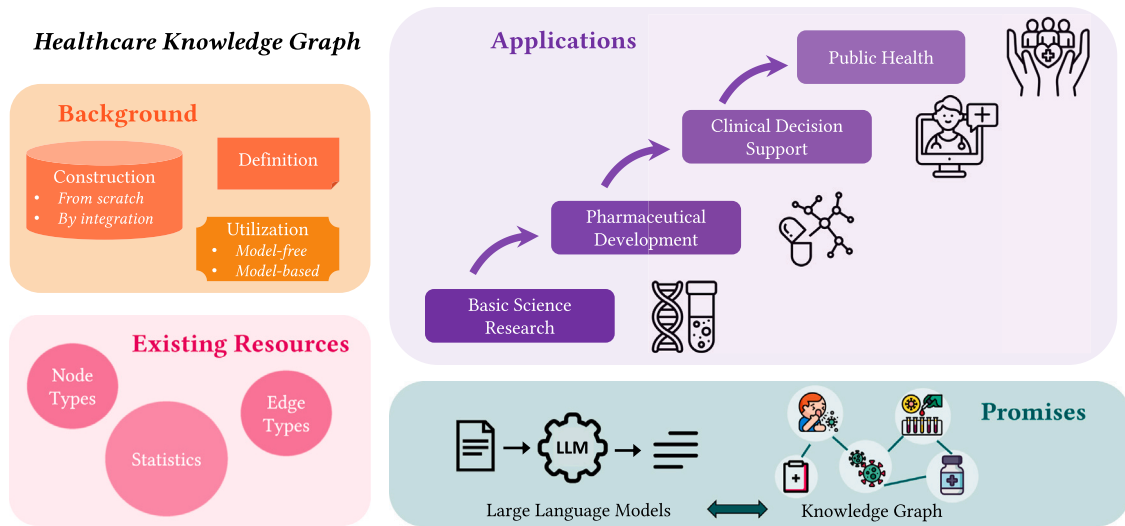 Healthcare Knowledge Graph
Background
Construction
• From scratch
• By integration
Definition
Utilization
• Model-free
• Model-based
Existing Resources
Node
Types
Statistics
Edge
Types
Applications
Public Health
Clinical Decision
Support
Pharmaceutical
Development
Basic Science
Research
Promises
LLM
Large Language Models
Knowledge Graph